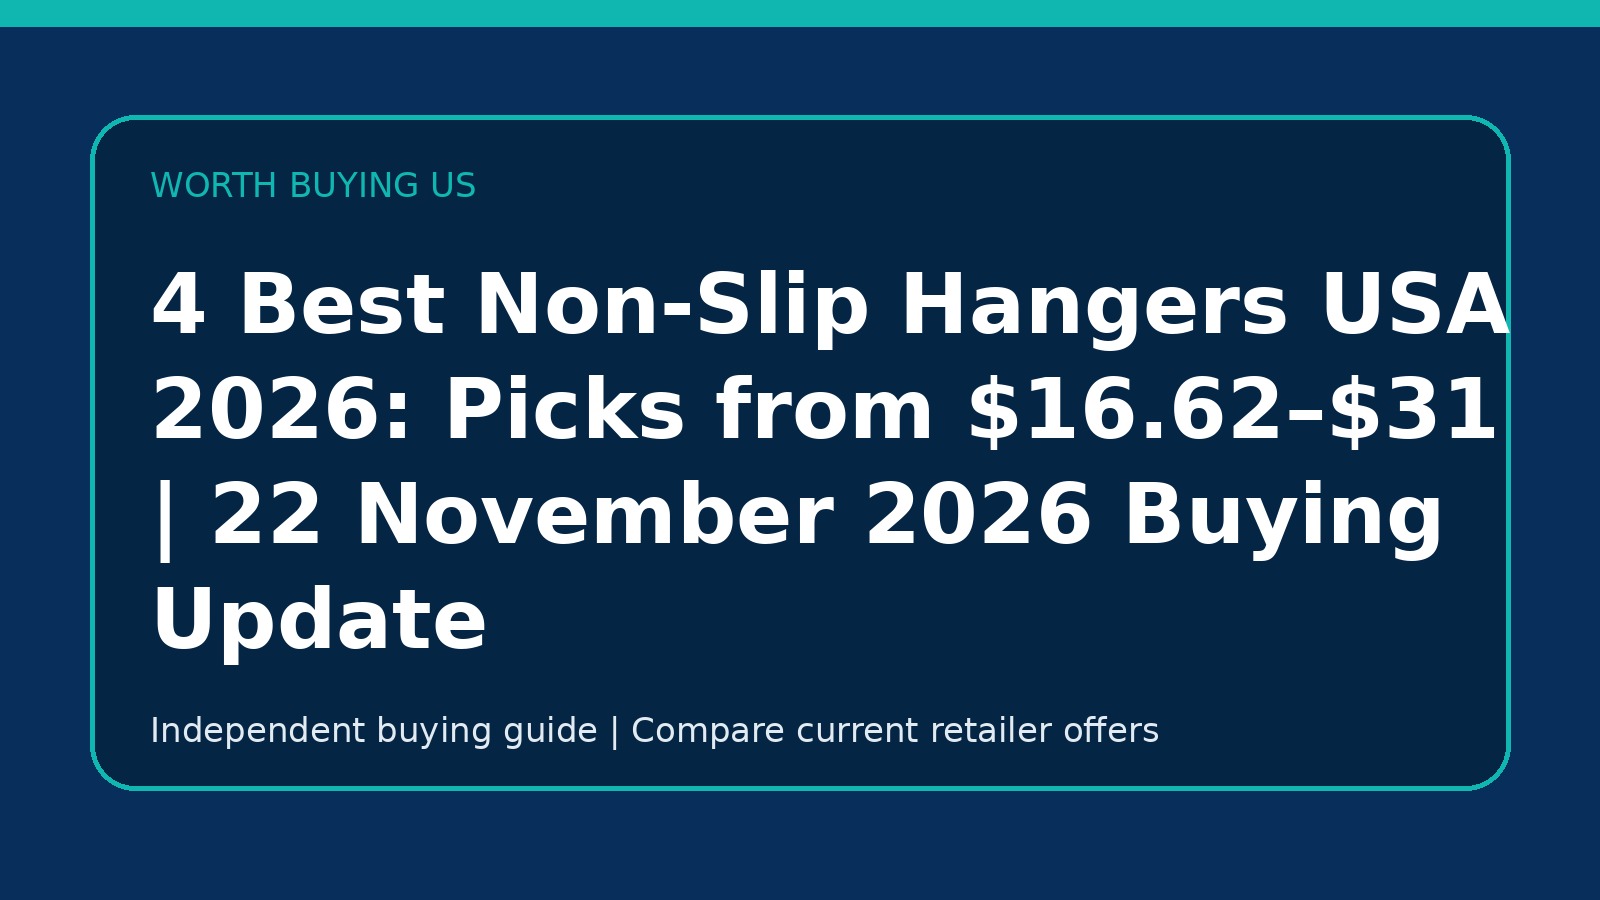 WORTH BUYING US
4 Best Non-Slip Hangers USA
2026: Picks from $16.62–$31
| 22 November 2026 Buying
Update
Independent buying guide | Compare current retailer offers